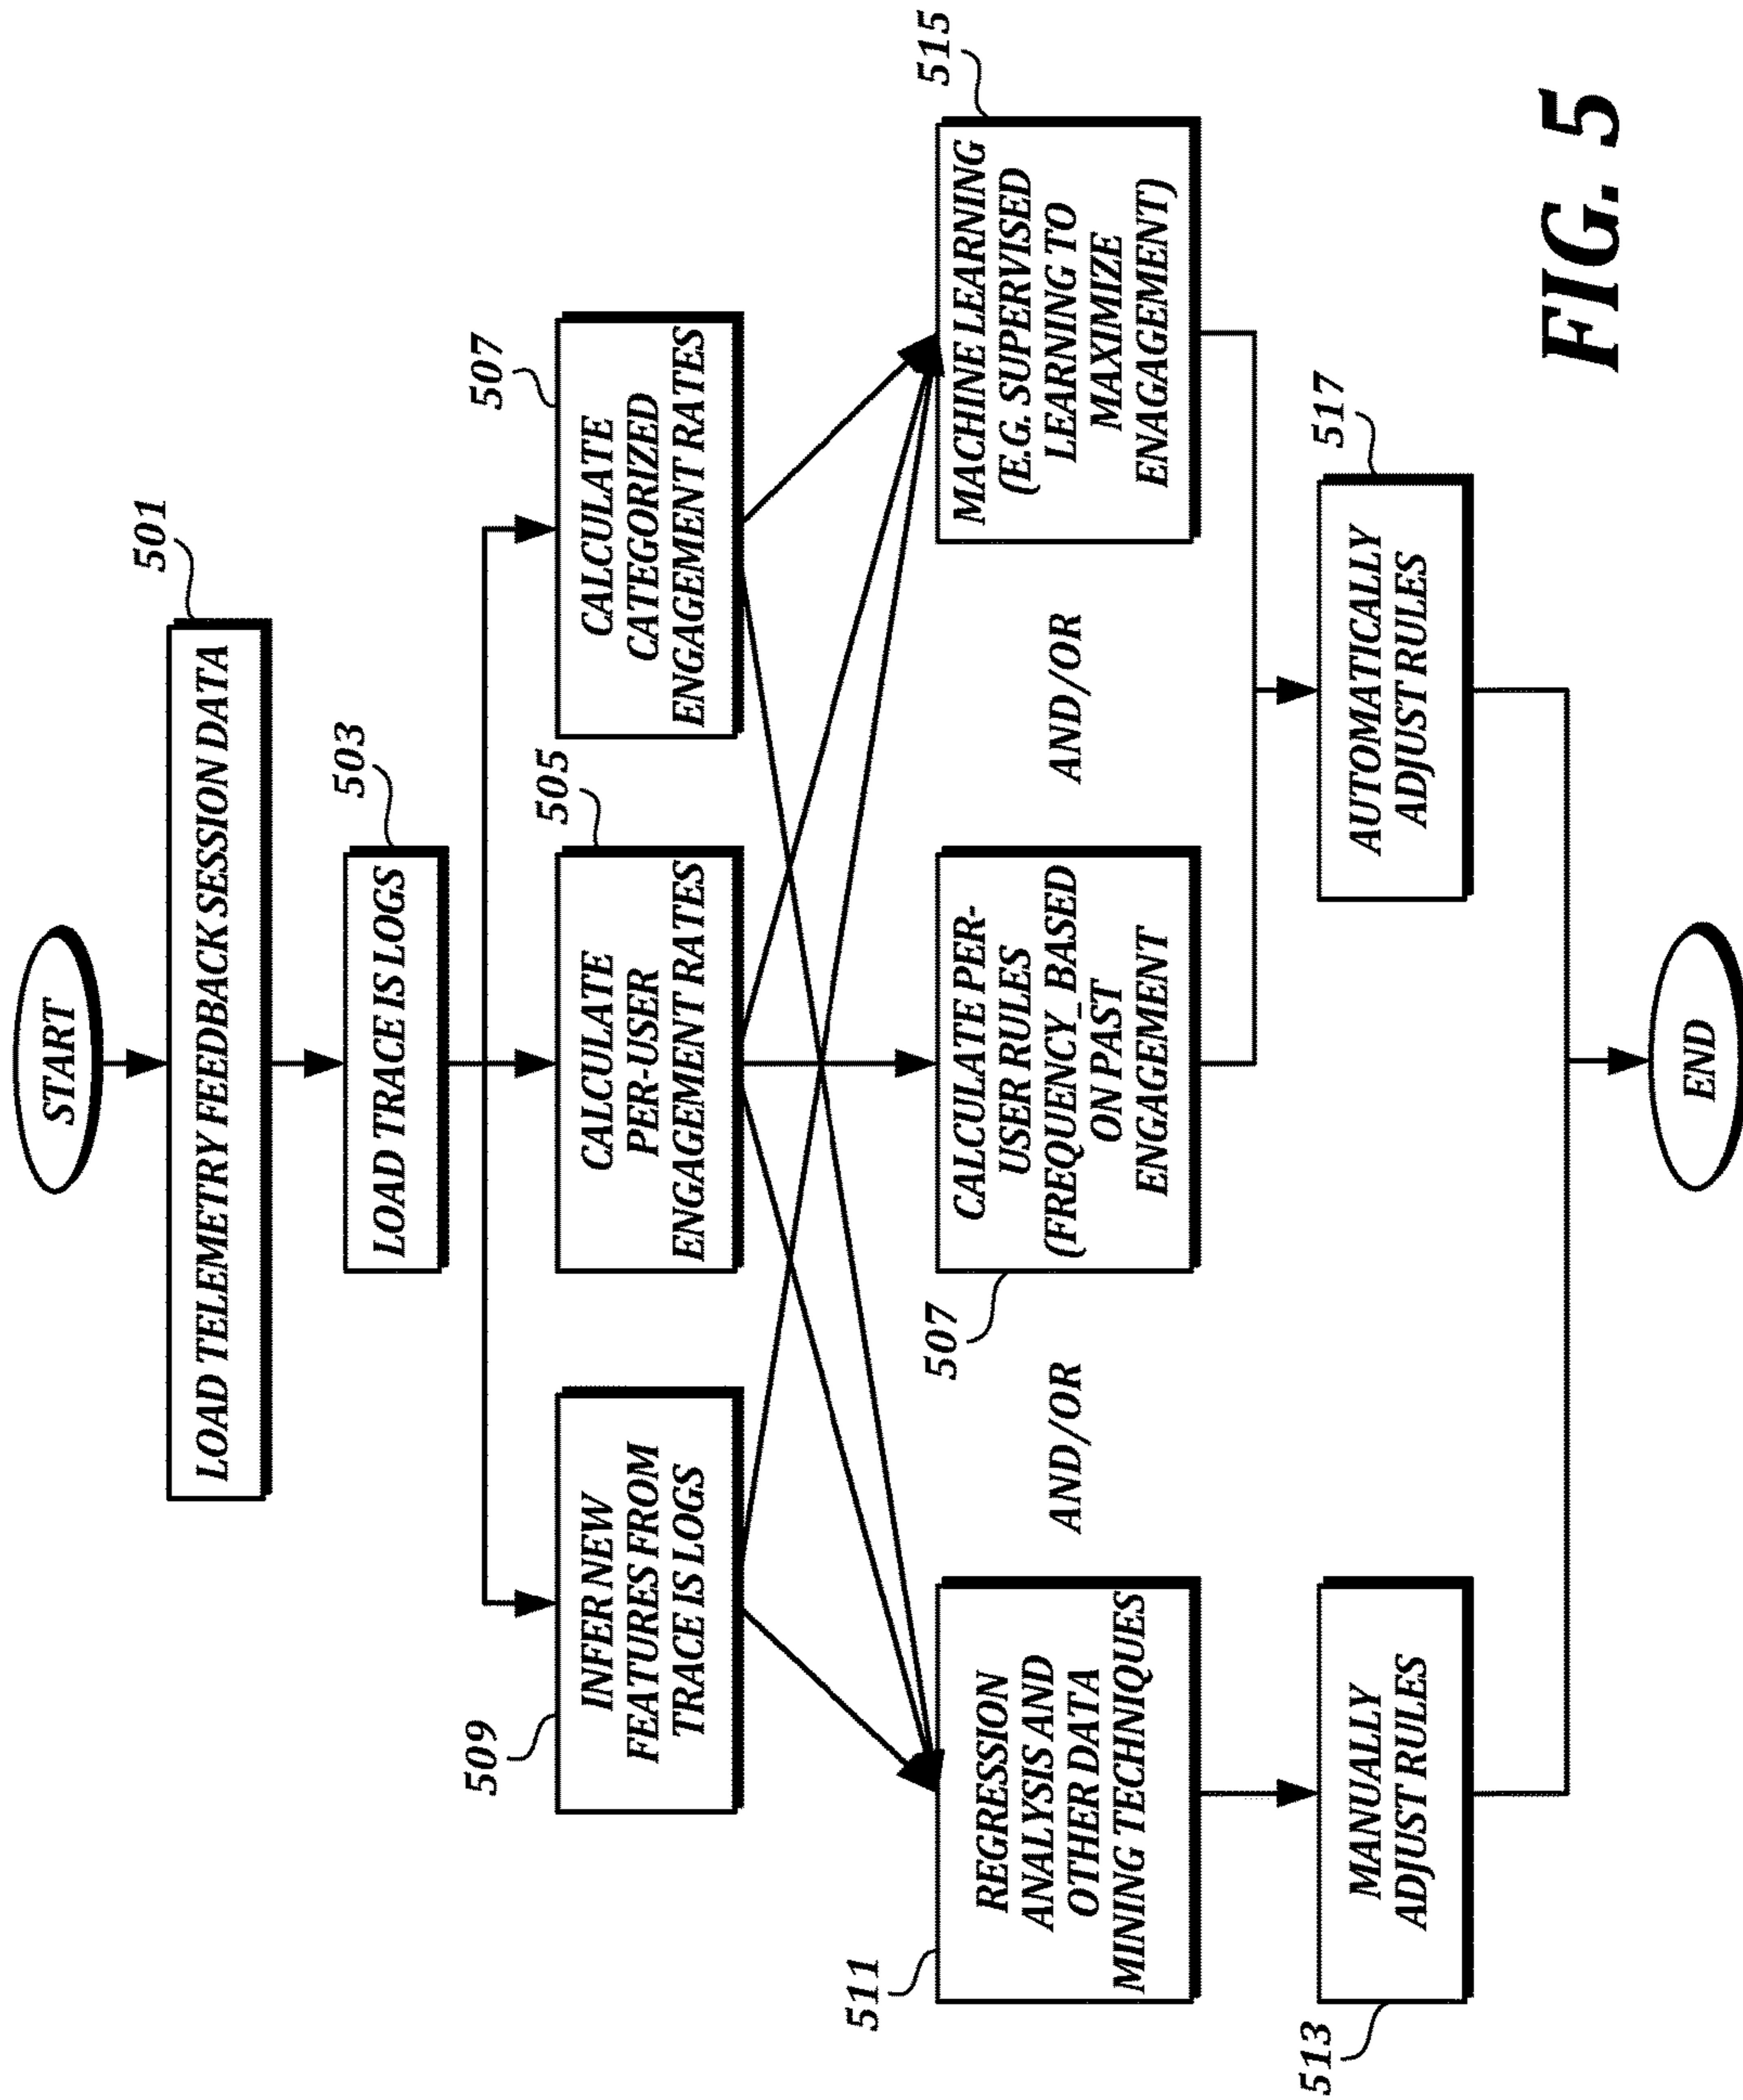 START
501
LOAD TELEMETRY FEEDBACK SESSION DATA
503
LOAD TRACE IS LOGS
509
INFER NEW
FEATURES FROM
TRACE IS LOGS
505
CALCULATE
PER-USER
ENGAGEMENT RATES
507
CALCULATE
CATEGORIZED
ENGAGEMENT RATES
511
REGRESSION
ANALYSIS AND
OTHER DATA
MINING TECHNIQUES
AND/OR
507
CALCULATE PER-
USER RULES
(FREQUENCY_BASED
ON PAST
ENGAGEMENT
AND/OR
515
MACHINE LEARNING
(E.G. SUPERVISED
LEARNING TO
MAXIMIZE
ENAGAGEMENT)
513
MANUALLY
ADJUST RULES
517
AUTOMATICALLY
ADJUST RULES
END
FIG. 5